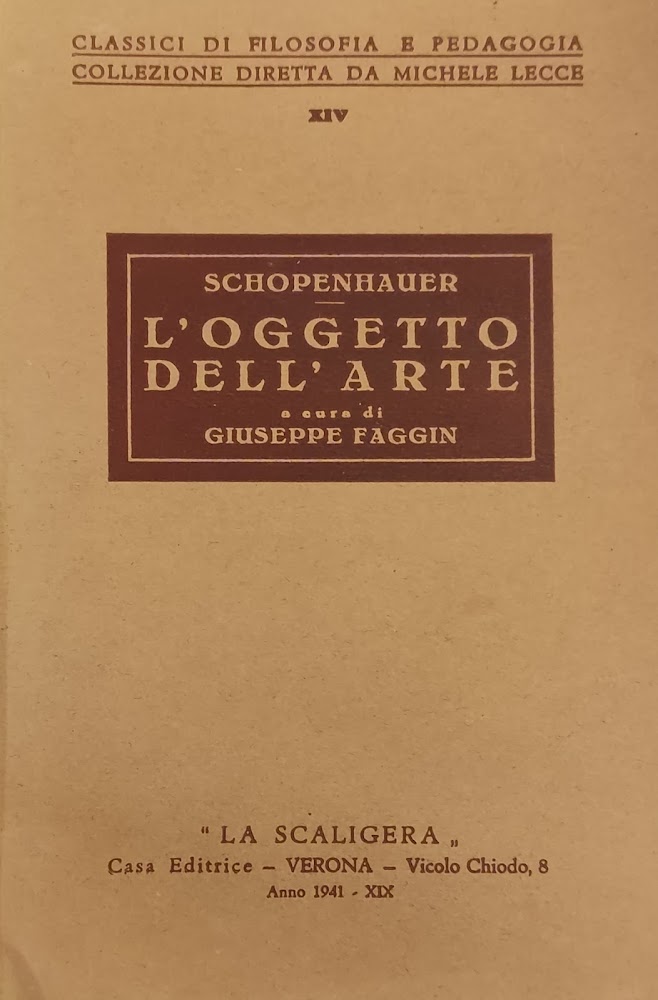 CLASSICI DI FILOSOFIA E PEDAGOGIA
COLLEZIONE DIRETTA DA MICHELE LECCE
XIV
SCHOPENHAUER
L'OGGETTO
DELL'ARTE
a cura di
GIUSEPPE FAGGIN
" LA SCALIGERA „
Casa Editrice – VERONA – Vicolo Chiodo, 8
Anno 1941 - XIX